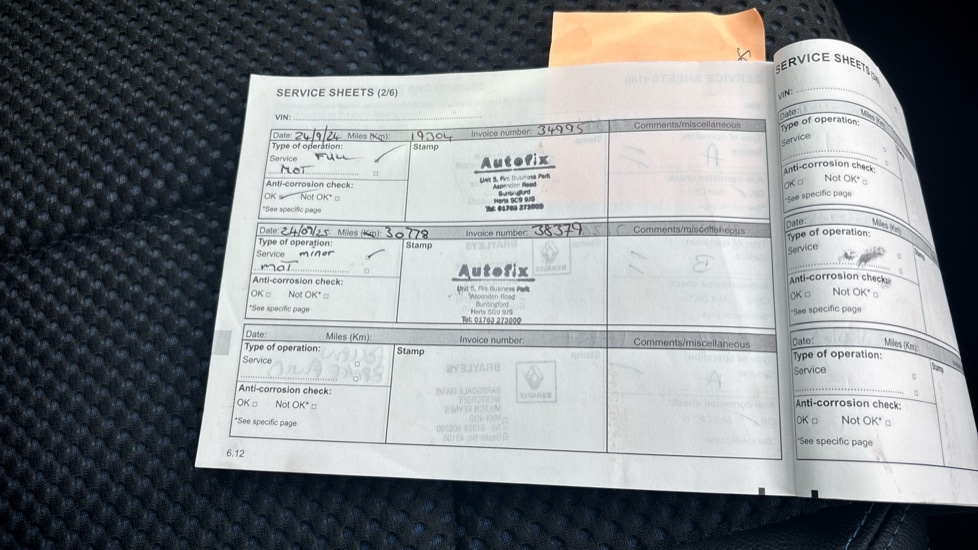 SERVICE SHEETS (2/6)
VIN:
Date: 24/9/24 Miles (Km): 19304 Invoice number: 34995 Comments/miscellaneous
Type of operation: Stamp
Service FULL
MOT
Anti-corrosion check:
OK Not OK*
*See specific page
Autofix
Unit 5, Firs Business Park
Aspenden Road
Buntingford
Herts SG9 9JS
Tel: 01763 273000
Date: 24/09/25 Miles (Km): 30778 Invoice number: 38579 Comments/miscellaneous
Type of operation: Stamp
Service minor
MOT
Anti-corrosion check:
OK Not OK*
*See specific page
Autofix
Unit 5, Firs Business Park
Aspenden Road
Buntingford
Herts SG9 9JS
Tel: 01763 273000
Date: Miles (Km): Invoice number: Comments/miscellaneous
Type of operation: Stamp
Service
Anti-corrosion check:
OK Not OK*
*See specific page
6.12
SERVICE SHEETS
VIN:
Date: Miles (Km):
Type of operation:
Service
Anti-corrosion check:
OK Not OK*
*See specific page
Date: Miles (Km):
Type of operation:
Service
Anti-corrosion check:
OK Not OK*
*See specific page
Date: Miles (Km):
Type of operation: Stamp
Service
Anti-corrosion check:
OK Not OK*
*See specific page